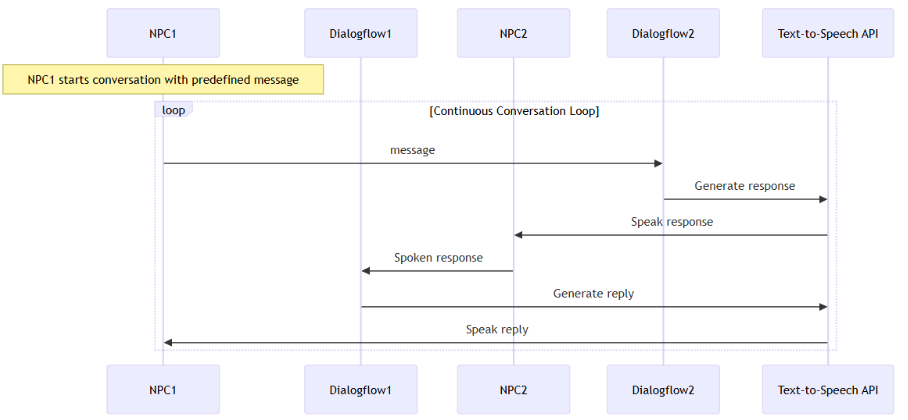 NPC1 Dialogflow1 NPC2 Dialogflow2 Text-to-Speech API
NPC1 starts conversation with predefined message
loop [Continuous Conversation Loop]
message
Generate response
Speak response
Spoken response
Generate reply
Speak reply
NPC1 Dialogflow1 NPC2 Dialogflow2 Text-to-Speech API